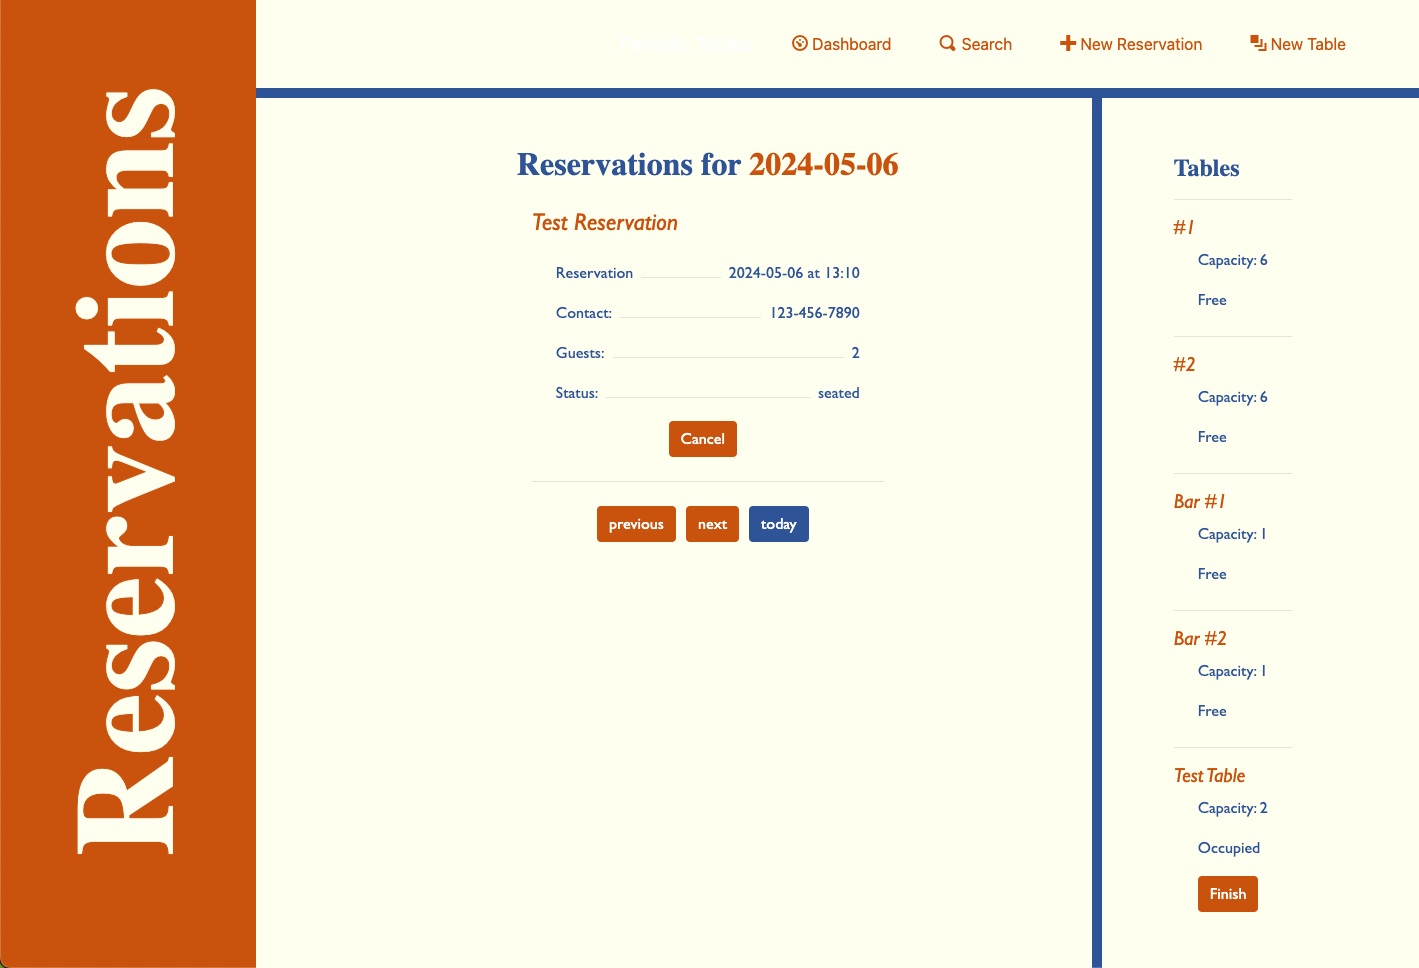 Reservations
Dashboard Search New Reservation New Table
Reservations for 2024-05-06
Test Reservation
Reservation 2024-05-06 at 13:10
Contact: 123-456-7890
Guests: 2
Status: seated
Cancel
previous next today
Tables
#1
Capacity: 6
Free
#2
Capacity: 6
Free
Bar #1
Capacity: 1
Free
Bar #2
Capacity: 1
Free
Test Table
Capacity: 2
Occupied
Finish